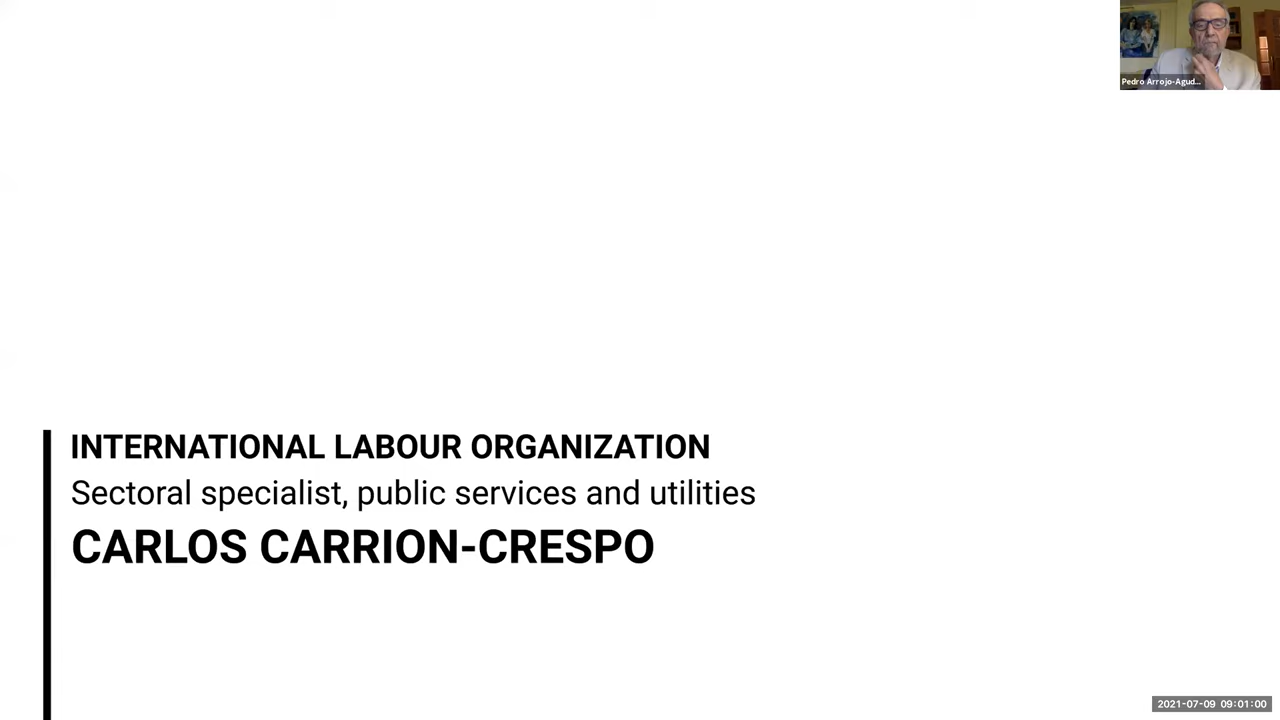 Pedro Arrojo-Agud...
INTERNATIONAL LABOUR ORGANIZATION
Sectoral specialist, public services and utilities
CARLOS CARRION-CRESPO
2021-07-09 09:01:00